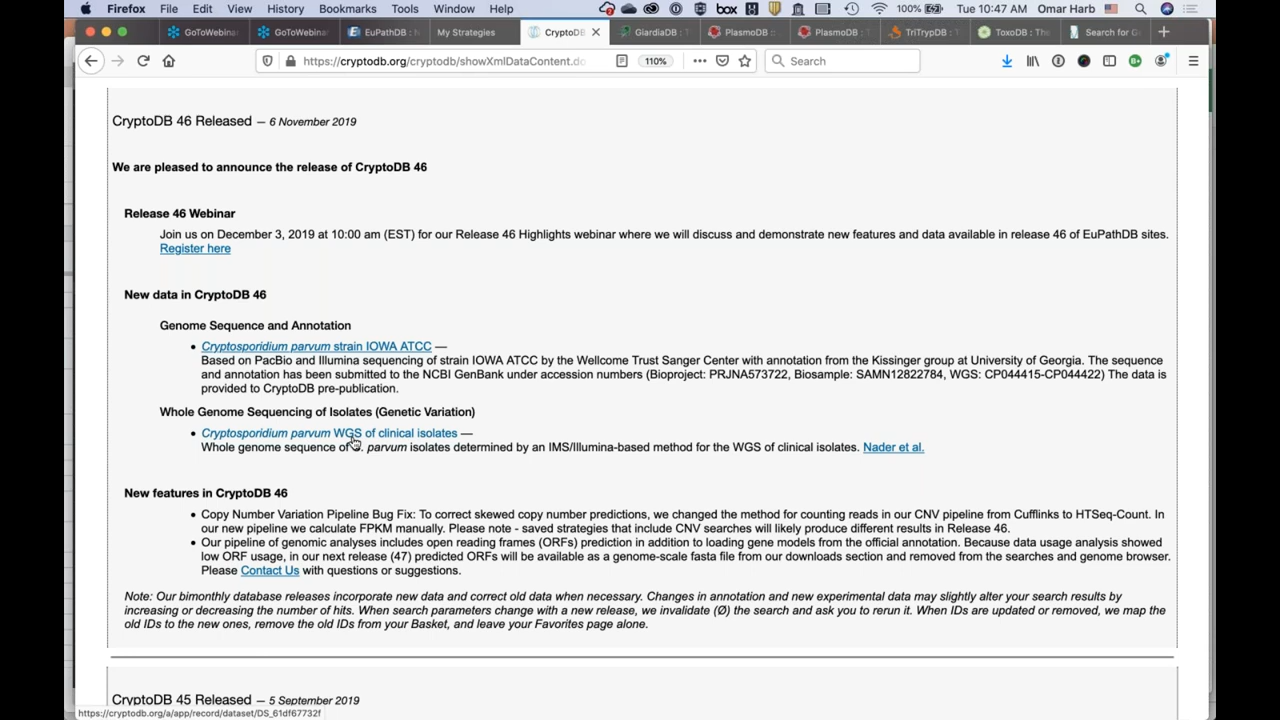 Firefox File Edit View History Bookmarks Tools Window Help box 100% Tue 10:47 AM Omar Harb
GoToWebinar GoToWebinar EuPathDB : My Strategies CryptoDB GiardiaDB : T PlasmoDB :: PlasmoDB : T TriTrypDB : T ToxoDB : The Search for Ge
https://cryptodb.org/cryptodb/showXmlDataContent.do 110% Search
CryptoDB 46 Released — 6 November 2019
We are pleased to announce the release of CryptoDB 46
Release 46 Webinar
Join us on December 3, 2019 at 10:00 am (EST) for our Release 46 Highlights webinar where we will discuss and demonstrate new features and data available in release 46 of EuPathDB sites.
Register here
New data in CryptoDB 46
Genome Sequence and Annotation
• Cryptosporidium parvum strain IOWA ATCC —
Based on PacBio and Illumina sequencing of strain IOWA ATCC by the Wellcome Trust Sanger Center with annotation from the Kissinger group at University of Georgia. The sequence
and annotation has been submitted to the NCBI GenBank under accession numbers (Bioproject: PRJNA573722, Biosample: SAMN12822784, WGS: CP044415-CP044422) The data is
provided to CryptoDB pre-publication.
Whole Genome Sequencing of Isolates (Genetic Variation)
• Cryptosporidium parvum WGS of clinical isolates —
Whole genome sequence of parvum isolates determined by an IMS/Illumina-based method for the WGS of clinical isolates. Nader et al.
New features in CryptoDB 46
• Copy Number Variation Pipeline Bug Fix: To correct skewed copy number predictions, we changed the method for counting reads in our CNV pipeline from Cufflinks to HTSeq-Count. In
our new pipeline we calculate FPKM manually. Please note - saved strategies that include CNV searches will likely produce different results in Release 46.
• Our pipeline of genomic analyses includes open reading frames (ORFs) prediction in addition to loading gene models from the official annotation. Because data usage analysis showed
low ORF usage, in our next release (47) predicted ORFs will be available as a genome-scale fasta file from our downloads section and removed from the searches and genome browser.
Please Contact Us with questions or suggestions.
Note: Our bimonthly database releases incorporate new data and correct old data when necessary. Changes in annotation and new experimental data may slightly alter your search results by
increasing or decreasing the number of hits. When search parameters change with a new release, we invalidate (Ø) the search and ask you to rerun it. When IDs are updated or removed, we map the
old IDs to the new ones, remove the old IDs from your Basket, and leave your Favorites page alone.
CryptoDB 45 Released — 5 September 2019
https://cryptodb.org/a/app/record/dataset/DS_61df67732f